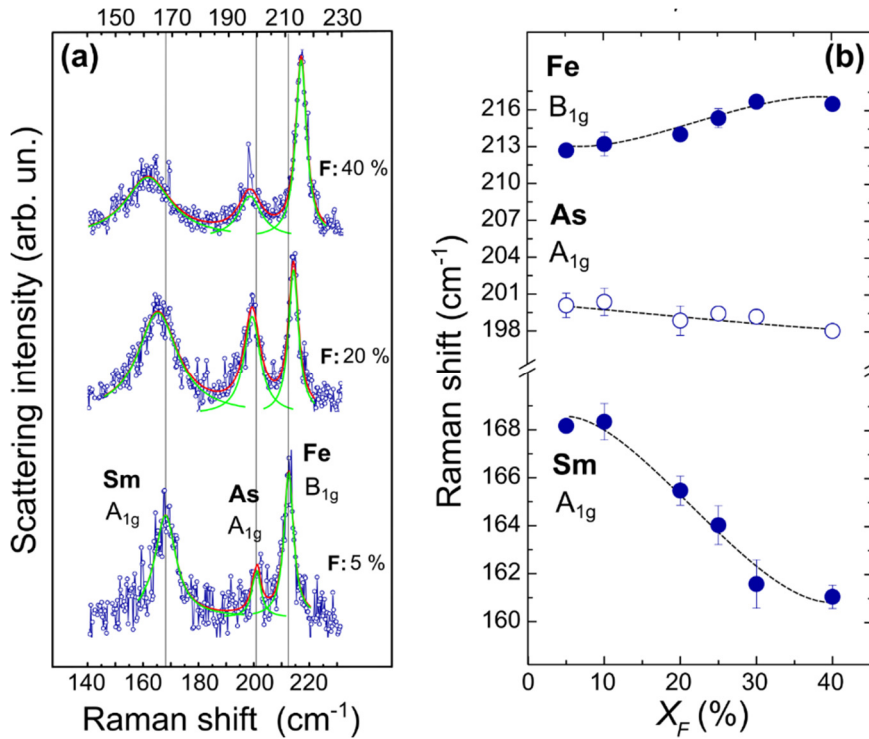 150 170 190 210 230
(a)
F: 40 %
F: 20 %
Sm
A1g
As
A1g
Fe
B1g
F: 5 %
Scattering intensity (arb. un.)
140 160 180 200 220
Raman shift (cm-1)
(b)
Fe
B1g
As
A1g
Sm
A1g
216
213
210
207
204
201
198
168
166
164
162
160
Raman shift (cm-1)
0 10 20 30 40
XF (%)